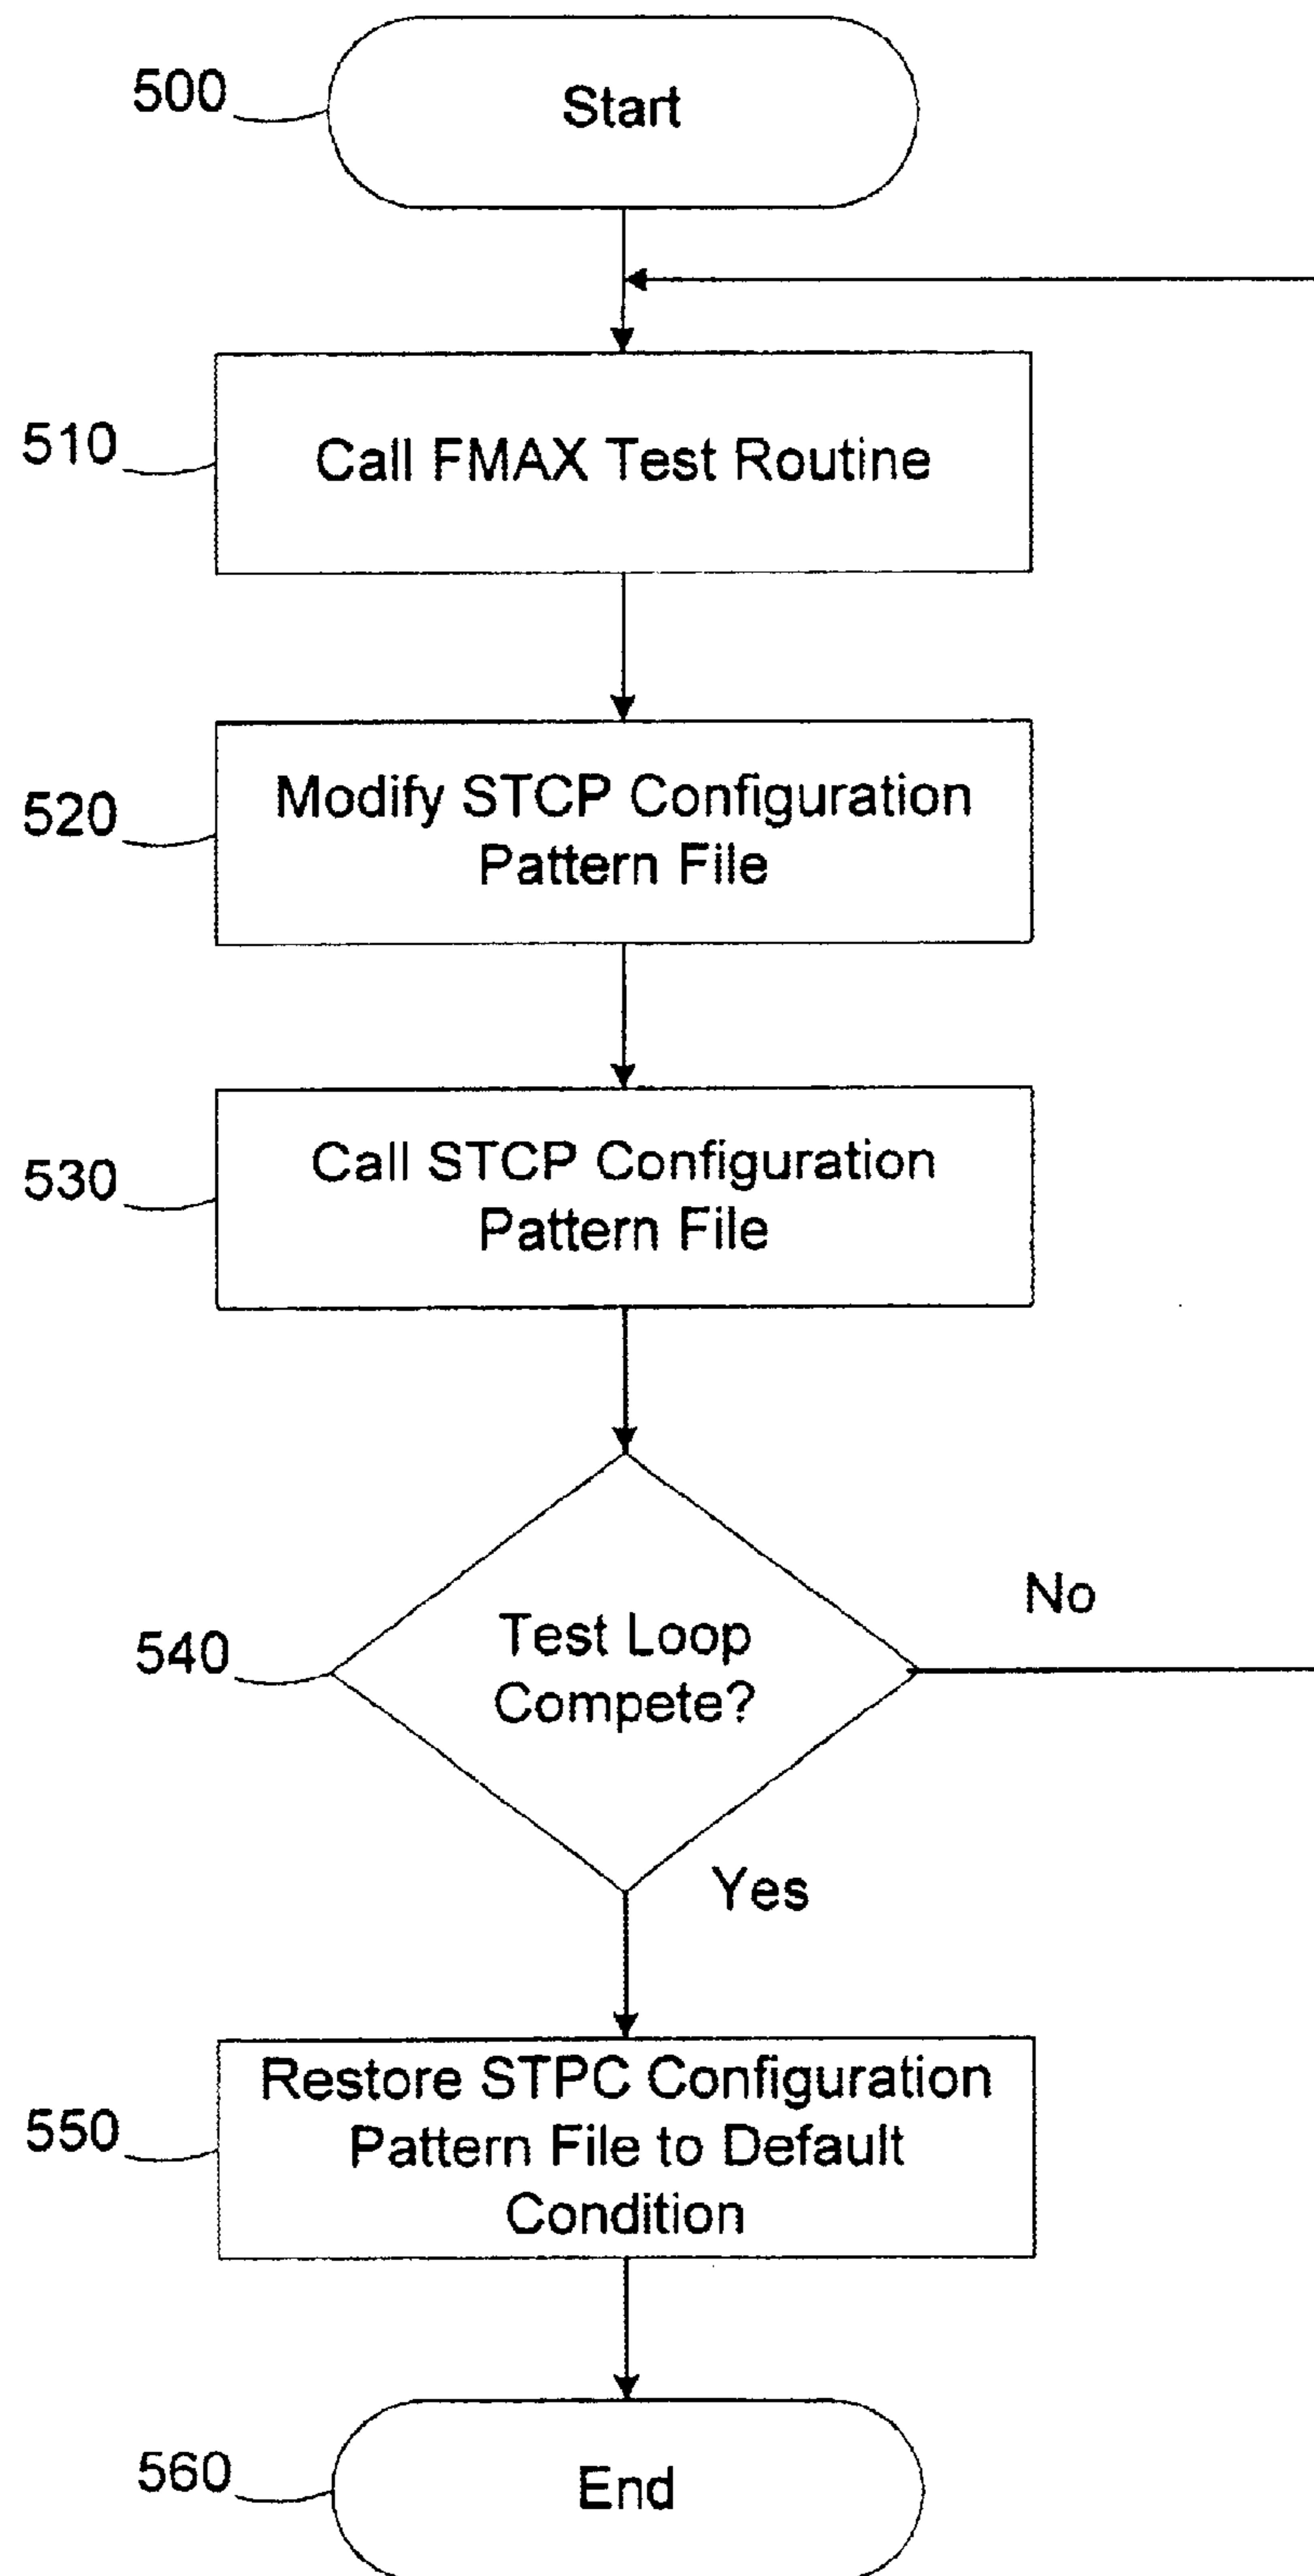 500
Start
510
Call FMAX Test Routine
520
Modify STCP Configuration
Pattern File
530
Call STCP Configuration
Pattern File
540
Test Loop
Compete?
No
Yes
550
Restore STPC Configuration
Pattern File to Default
Condition
560
End